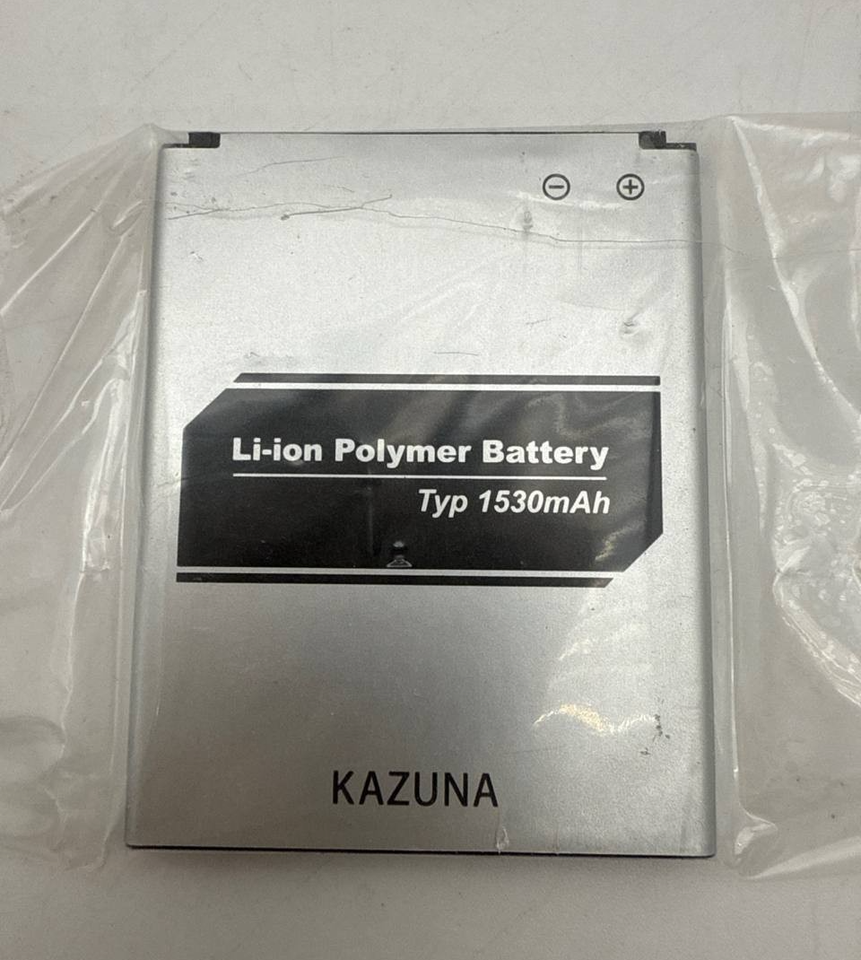 ⊖ ⊕
Li-ion Polymer Battery
Typ 1530mAh
KAZUNA